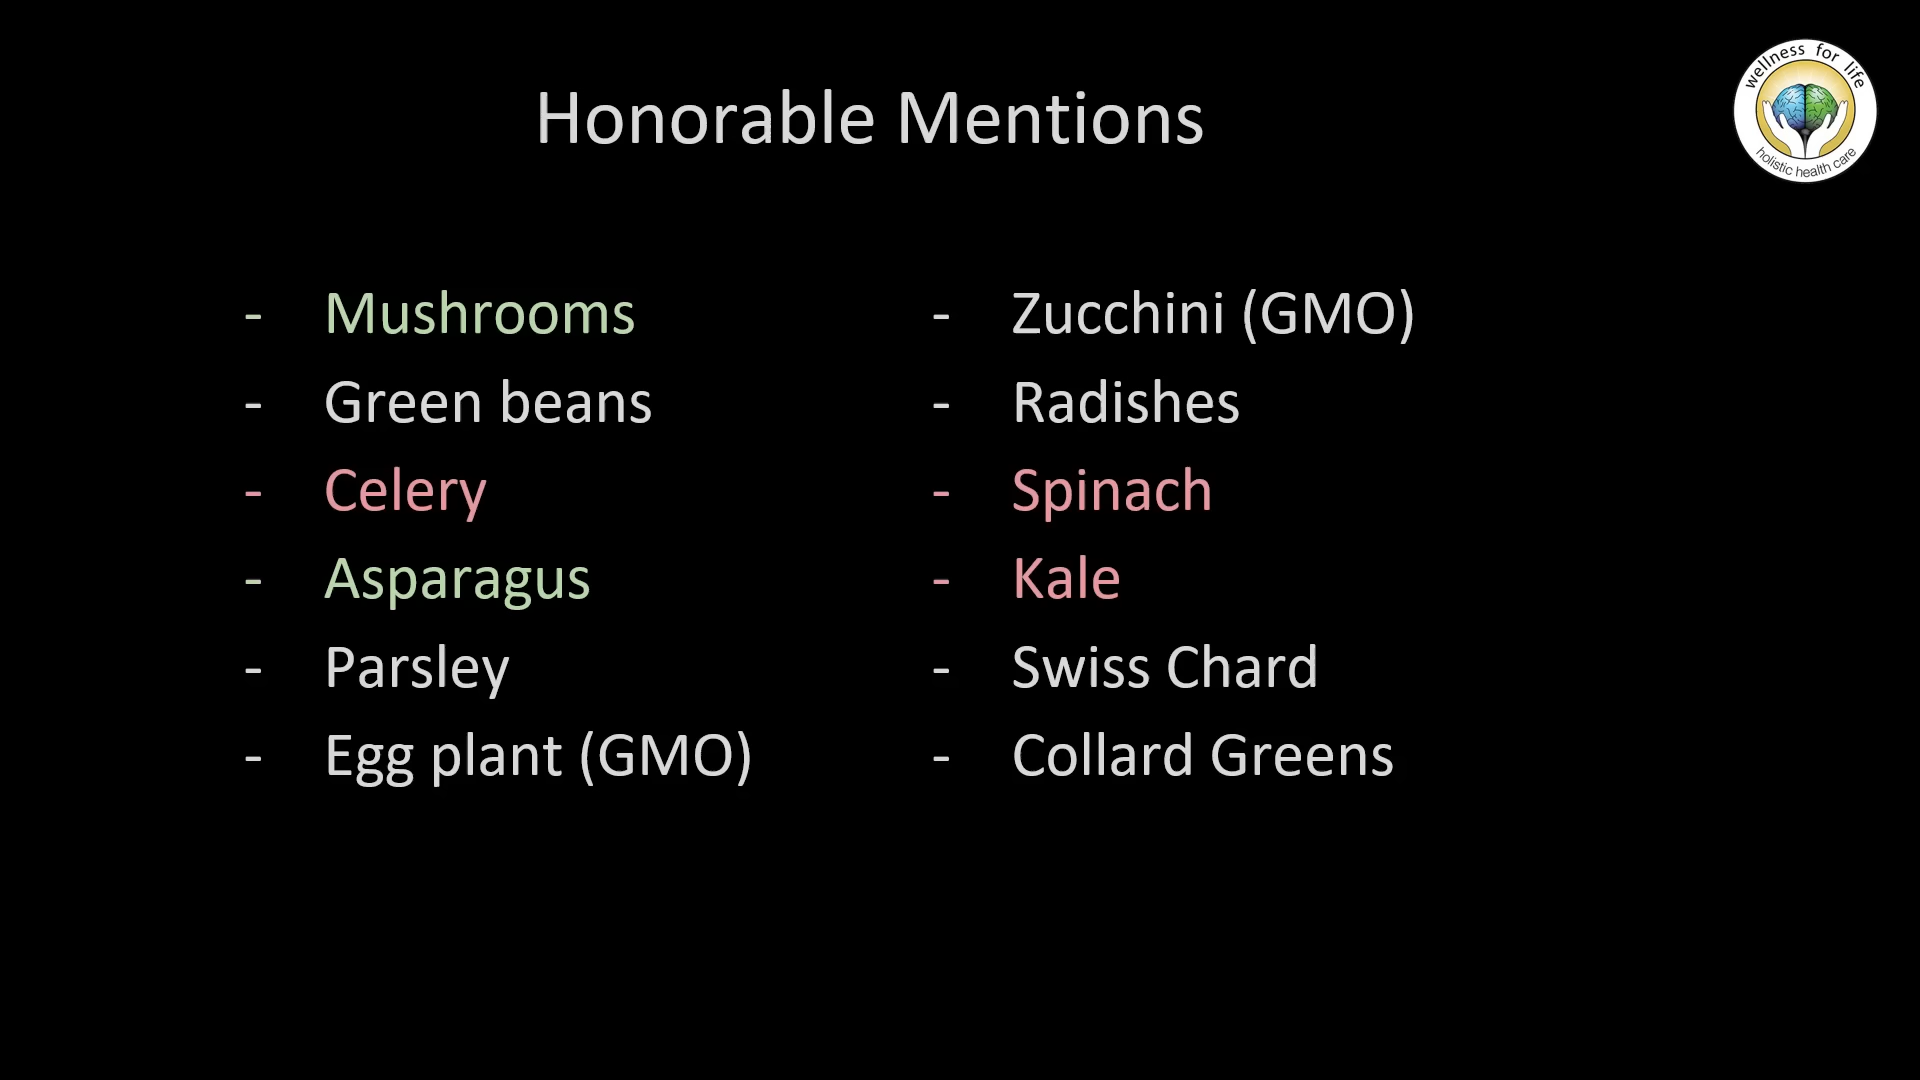 Honorable Mentions
wellness for life
holistic health care
- Mushrooms
- Green beans
- Celery
- Asparagus
- Parsley
- Egg plant (GMO)
- Zucchini (GMO)
- Radishes
- Spinach
- Kale
- Swiss Chard
- Collard Greens